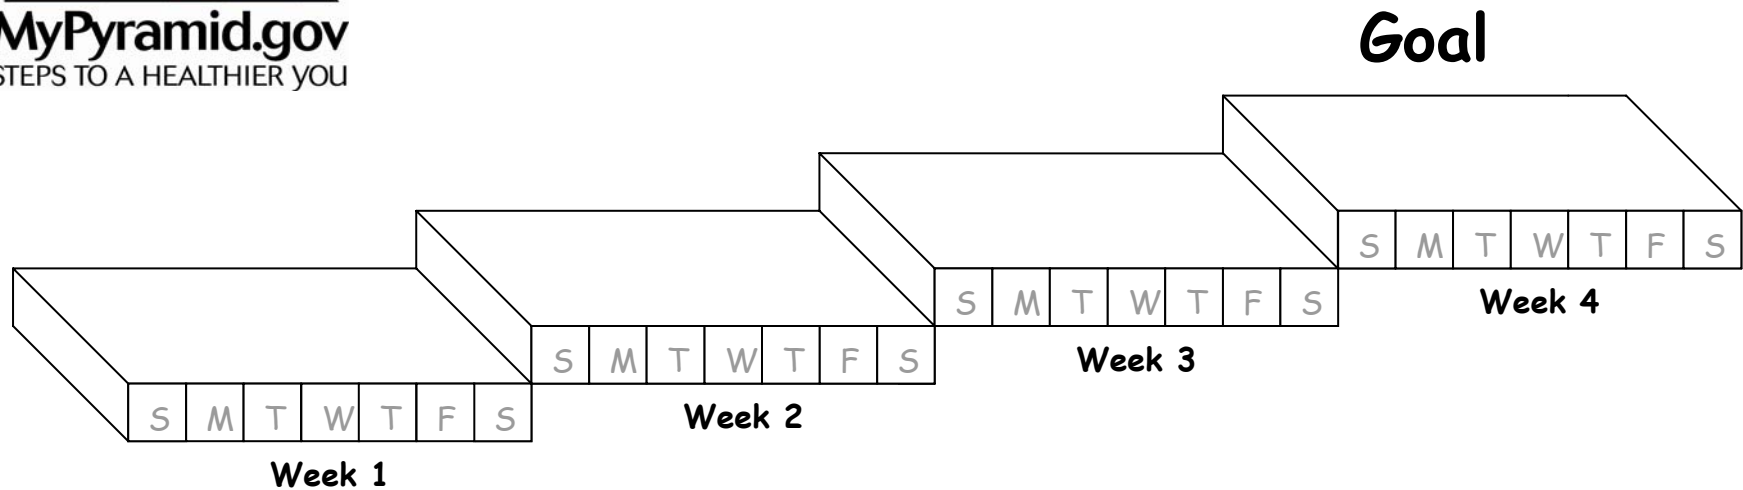 MyPyramid.gov
STEPS TO A HEALTHIER YOU
Goal
S M T W T F S
Week 4
S M T W T F S
Week 3
S M T W T F S
Week 2
S M T W T F S
Week 1